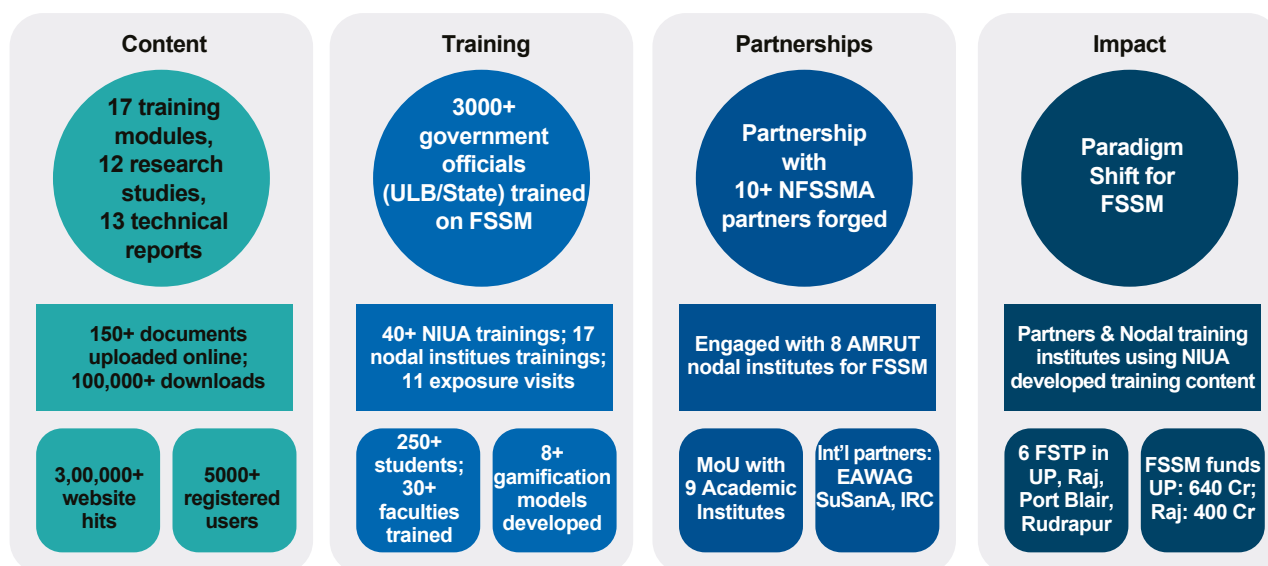 Content
17 training
modules,
12 research
studies,
13 technical
reports
150+ documents
uploaded online;
100,000+ downloads
3,00,000+
website
hits
5000+
registered
users
Training
3000+
government
officials
(ULB/State) trained
on FSSM
40+ NIUA trainings; 17
nodal institues trainings;
11 exposure visits
250+
students;
30+
faculties
trained
8+
gamification
models
developed
Partnerships
Partnership
with
10+ NFSSMA
partners forged
Engaged with 8 AMRUT
nodal institutes for FSSM
MoU with
9 Academic
Institutes
Int'l partners:
EAWAG
SuSanA, IRC
Impact
Paradigm
Shift for
FSSM
Partners & Nodal training
institutes using NIUA
developed training content
6 FSTP in
UP, Raj,
Port Blair,
Rudrapur
FSSM funds
UP: 640 Cr;
Raj: 400 Cr